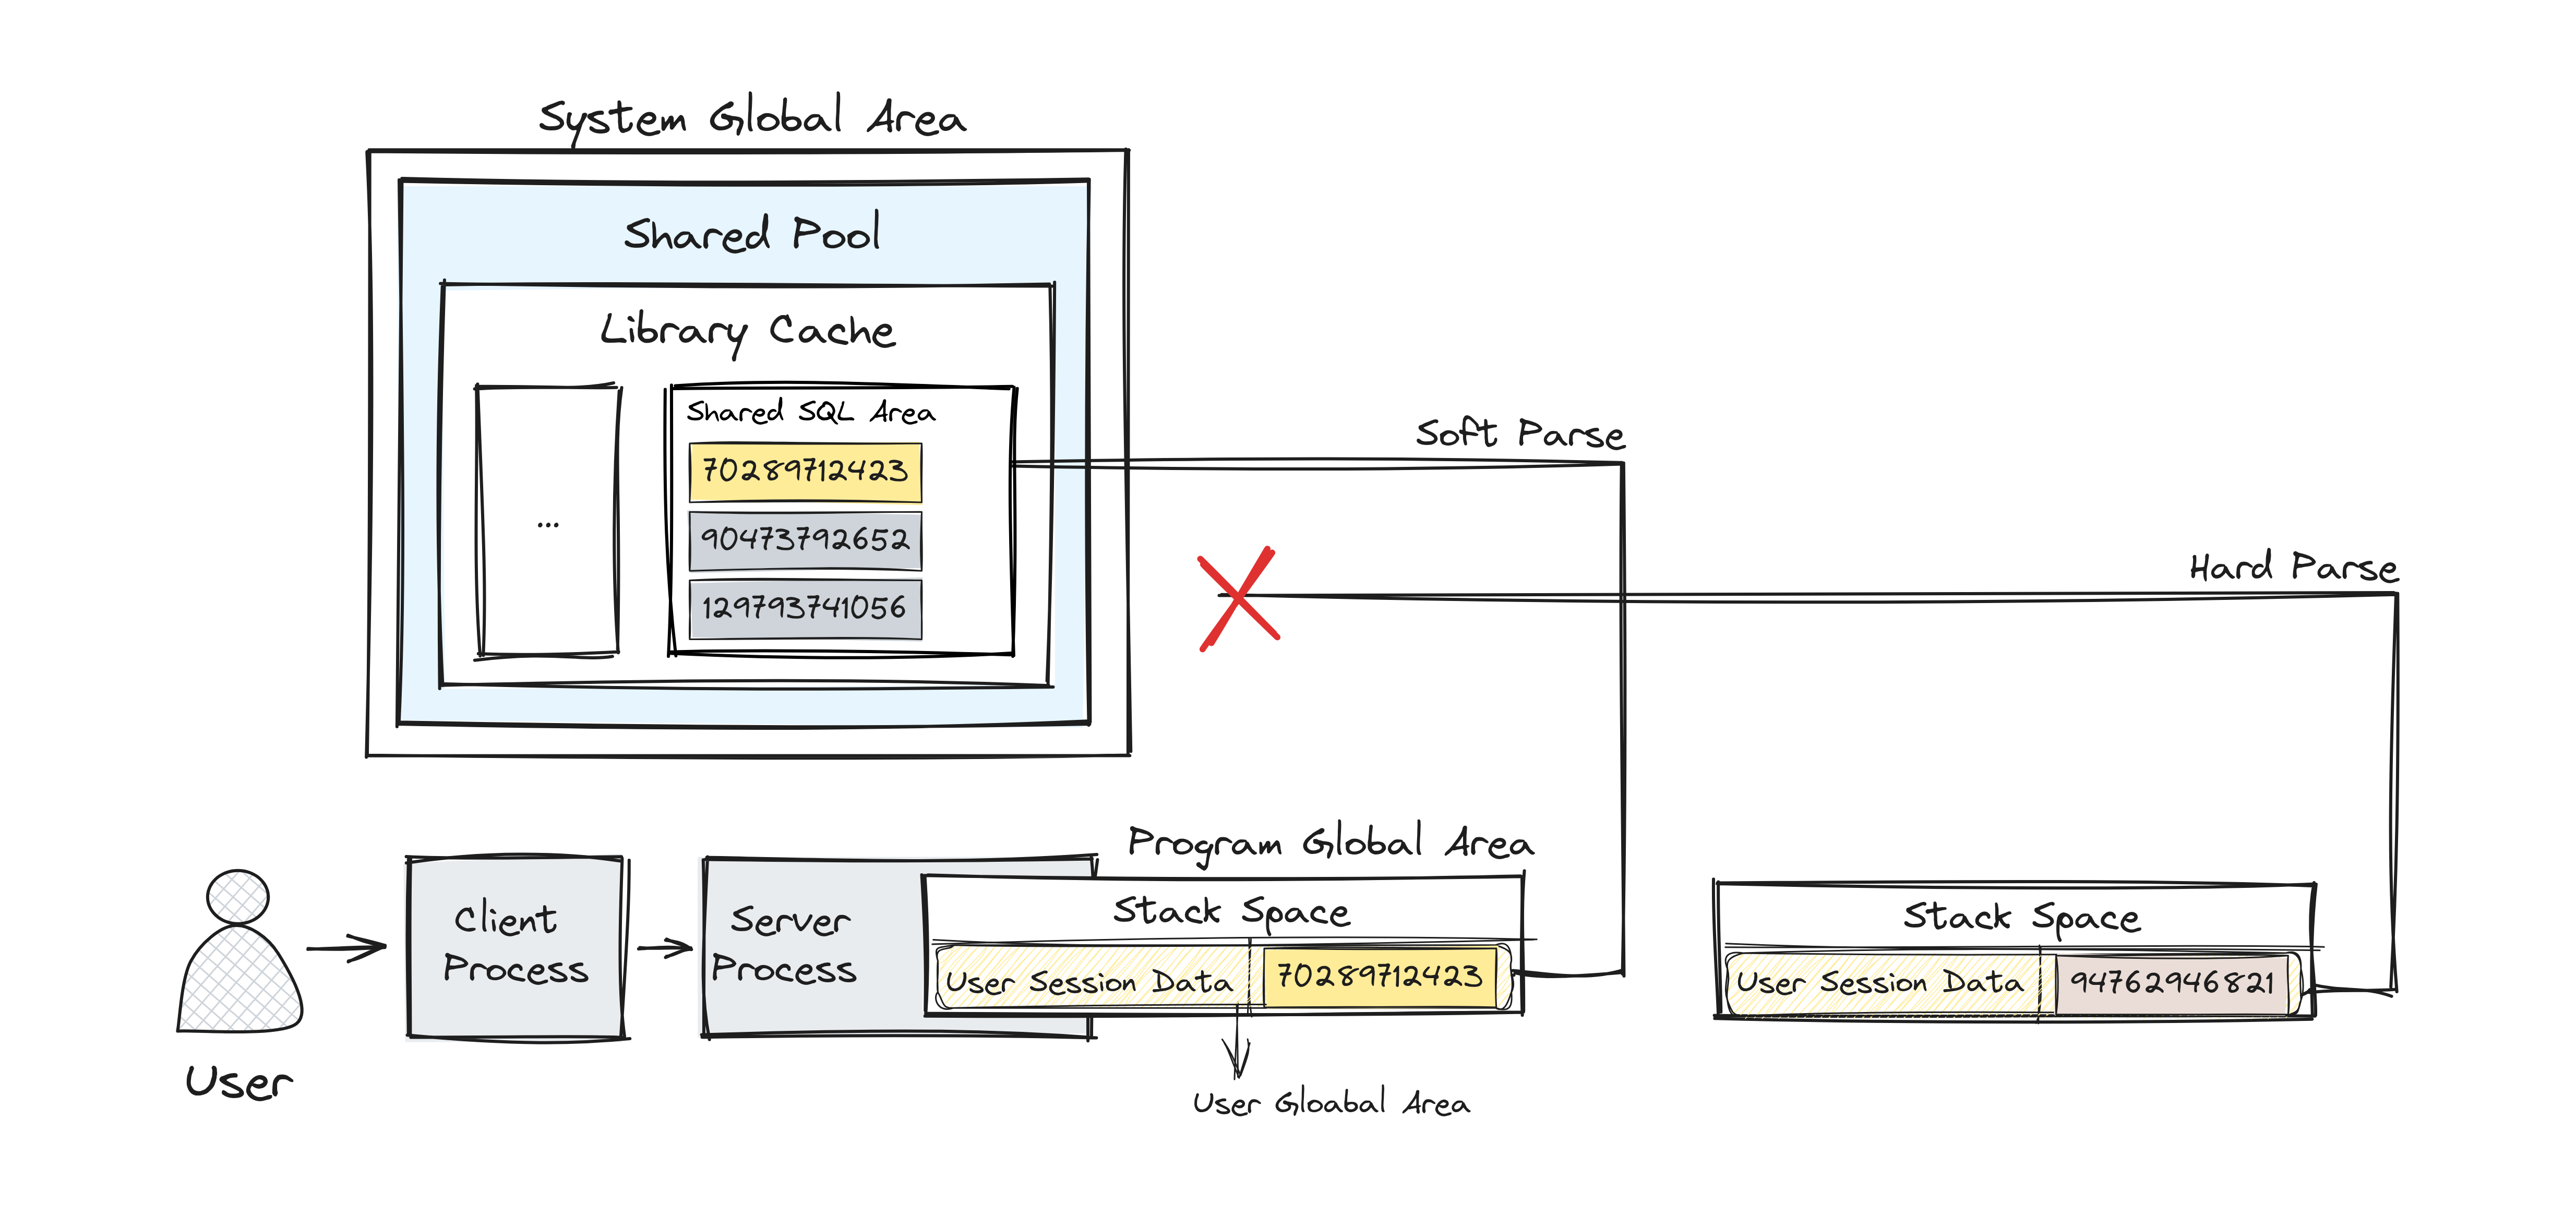 System Global Area
Shared Pool
Library Cache
...
Shared SQL Area
70289712423
90473792652
129793741056
Soft Parse
Hard Parse
User
Client
Process
Server
Process
Program Global Area
Stack Space
User Session Data
70289712423
User Gloabal Area
Stack Space
User Session Data
94762946821